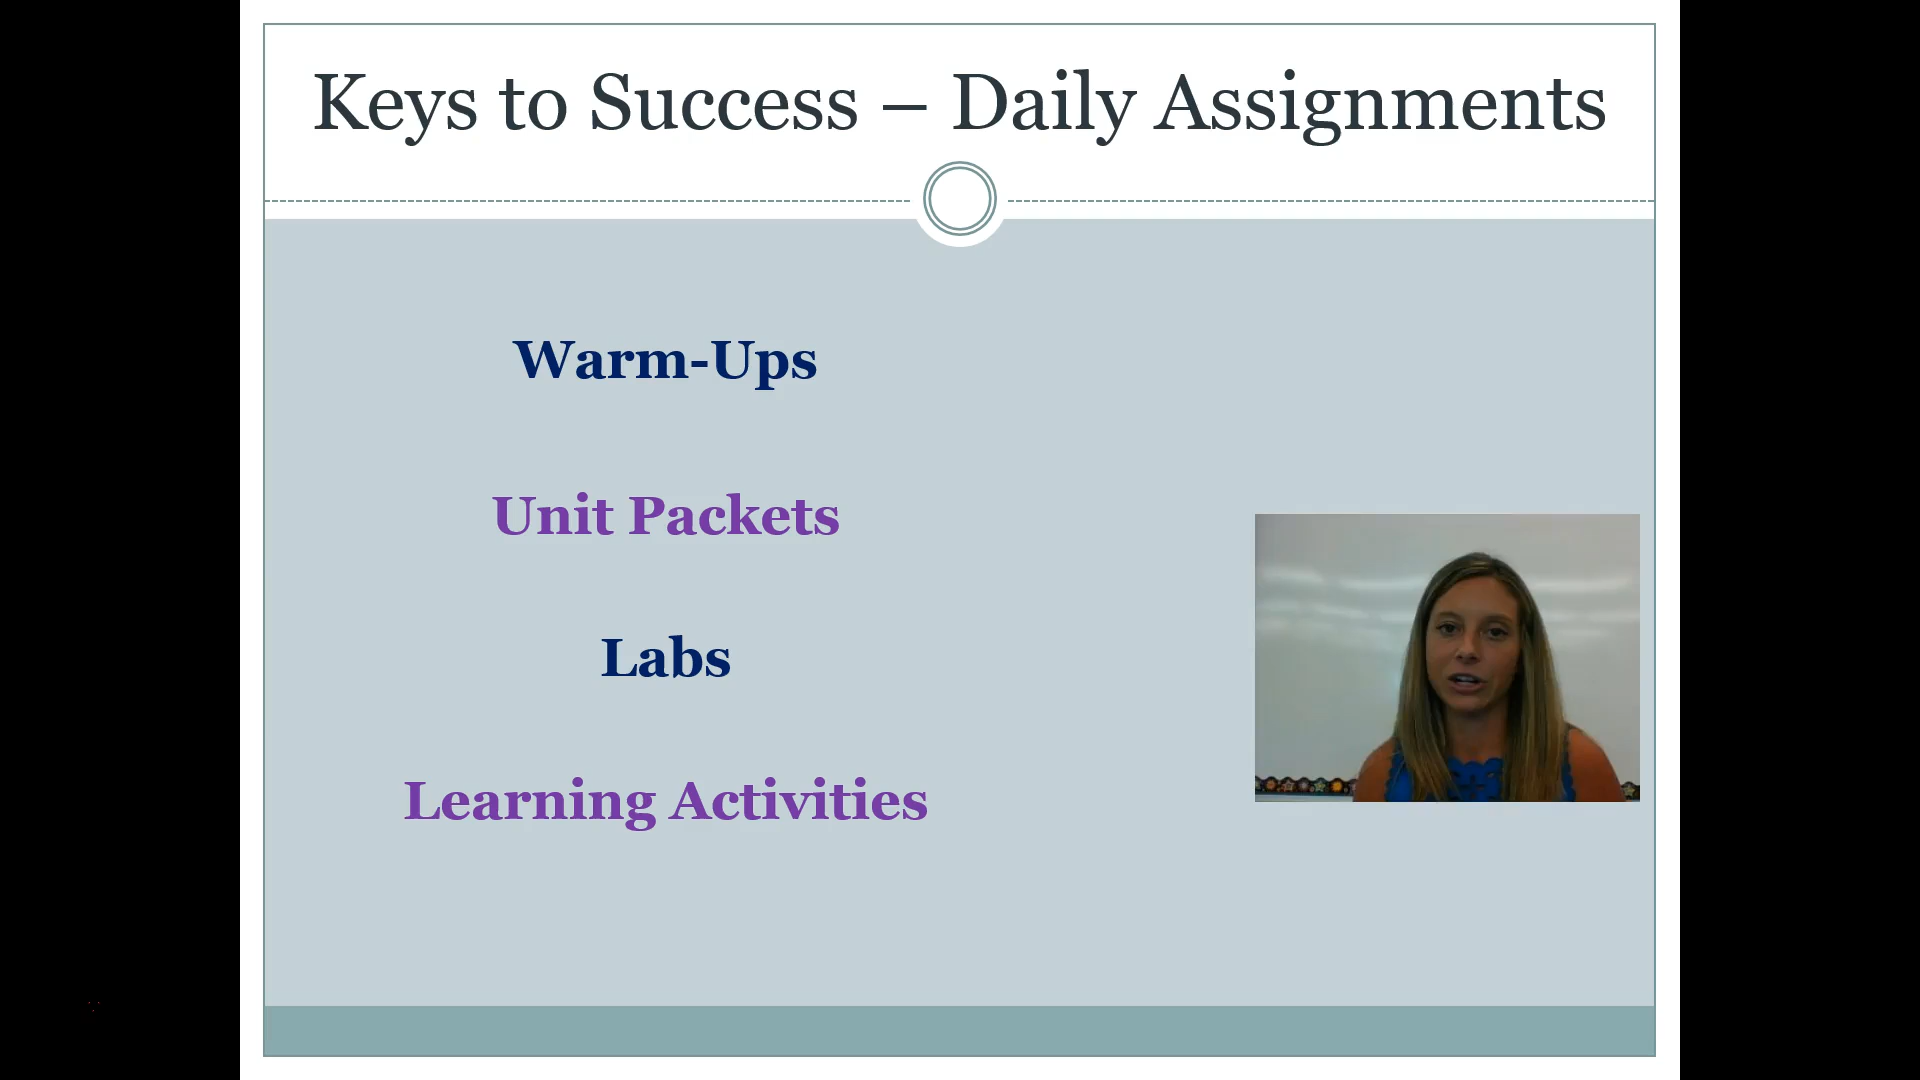 Keys to Success – Daily Assignments
Warm-Ups
Unit Packets
Labs
Learning Activities